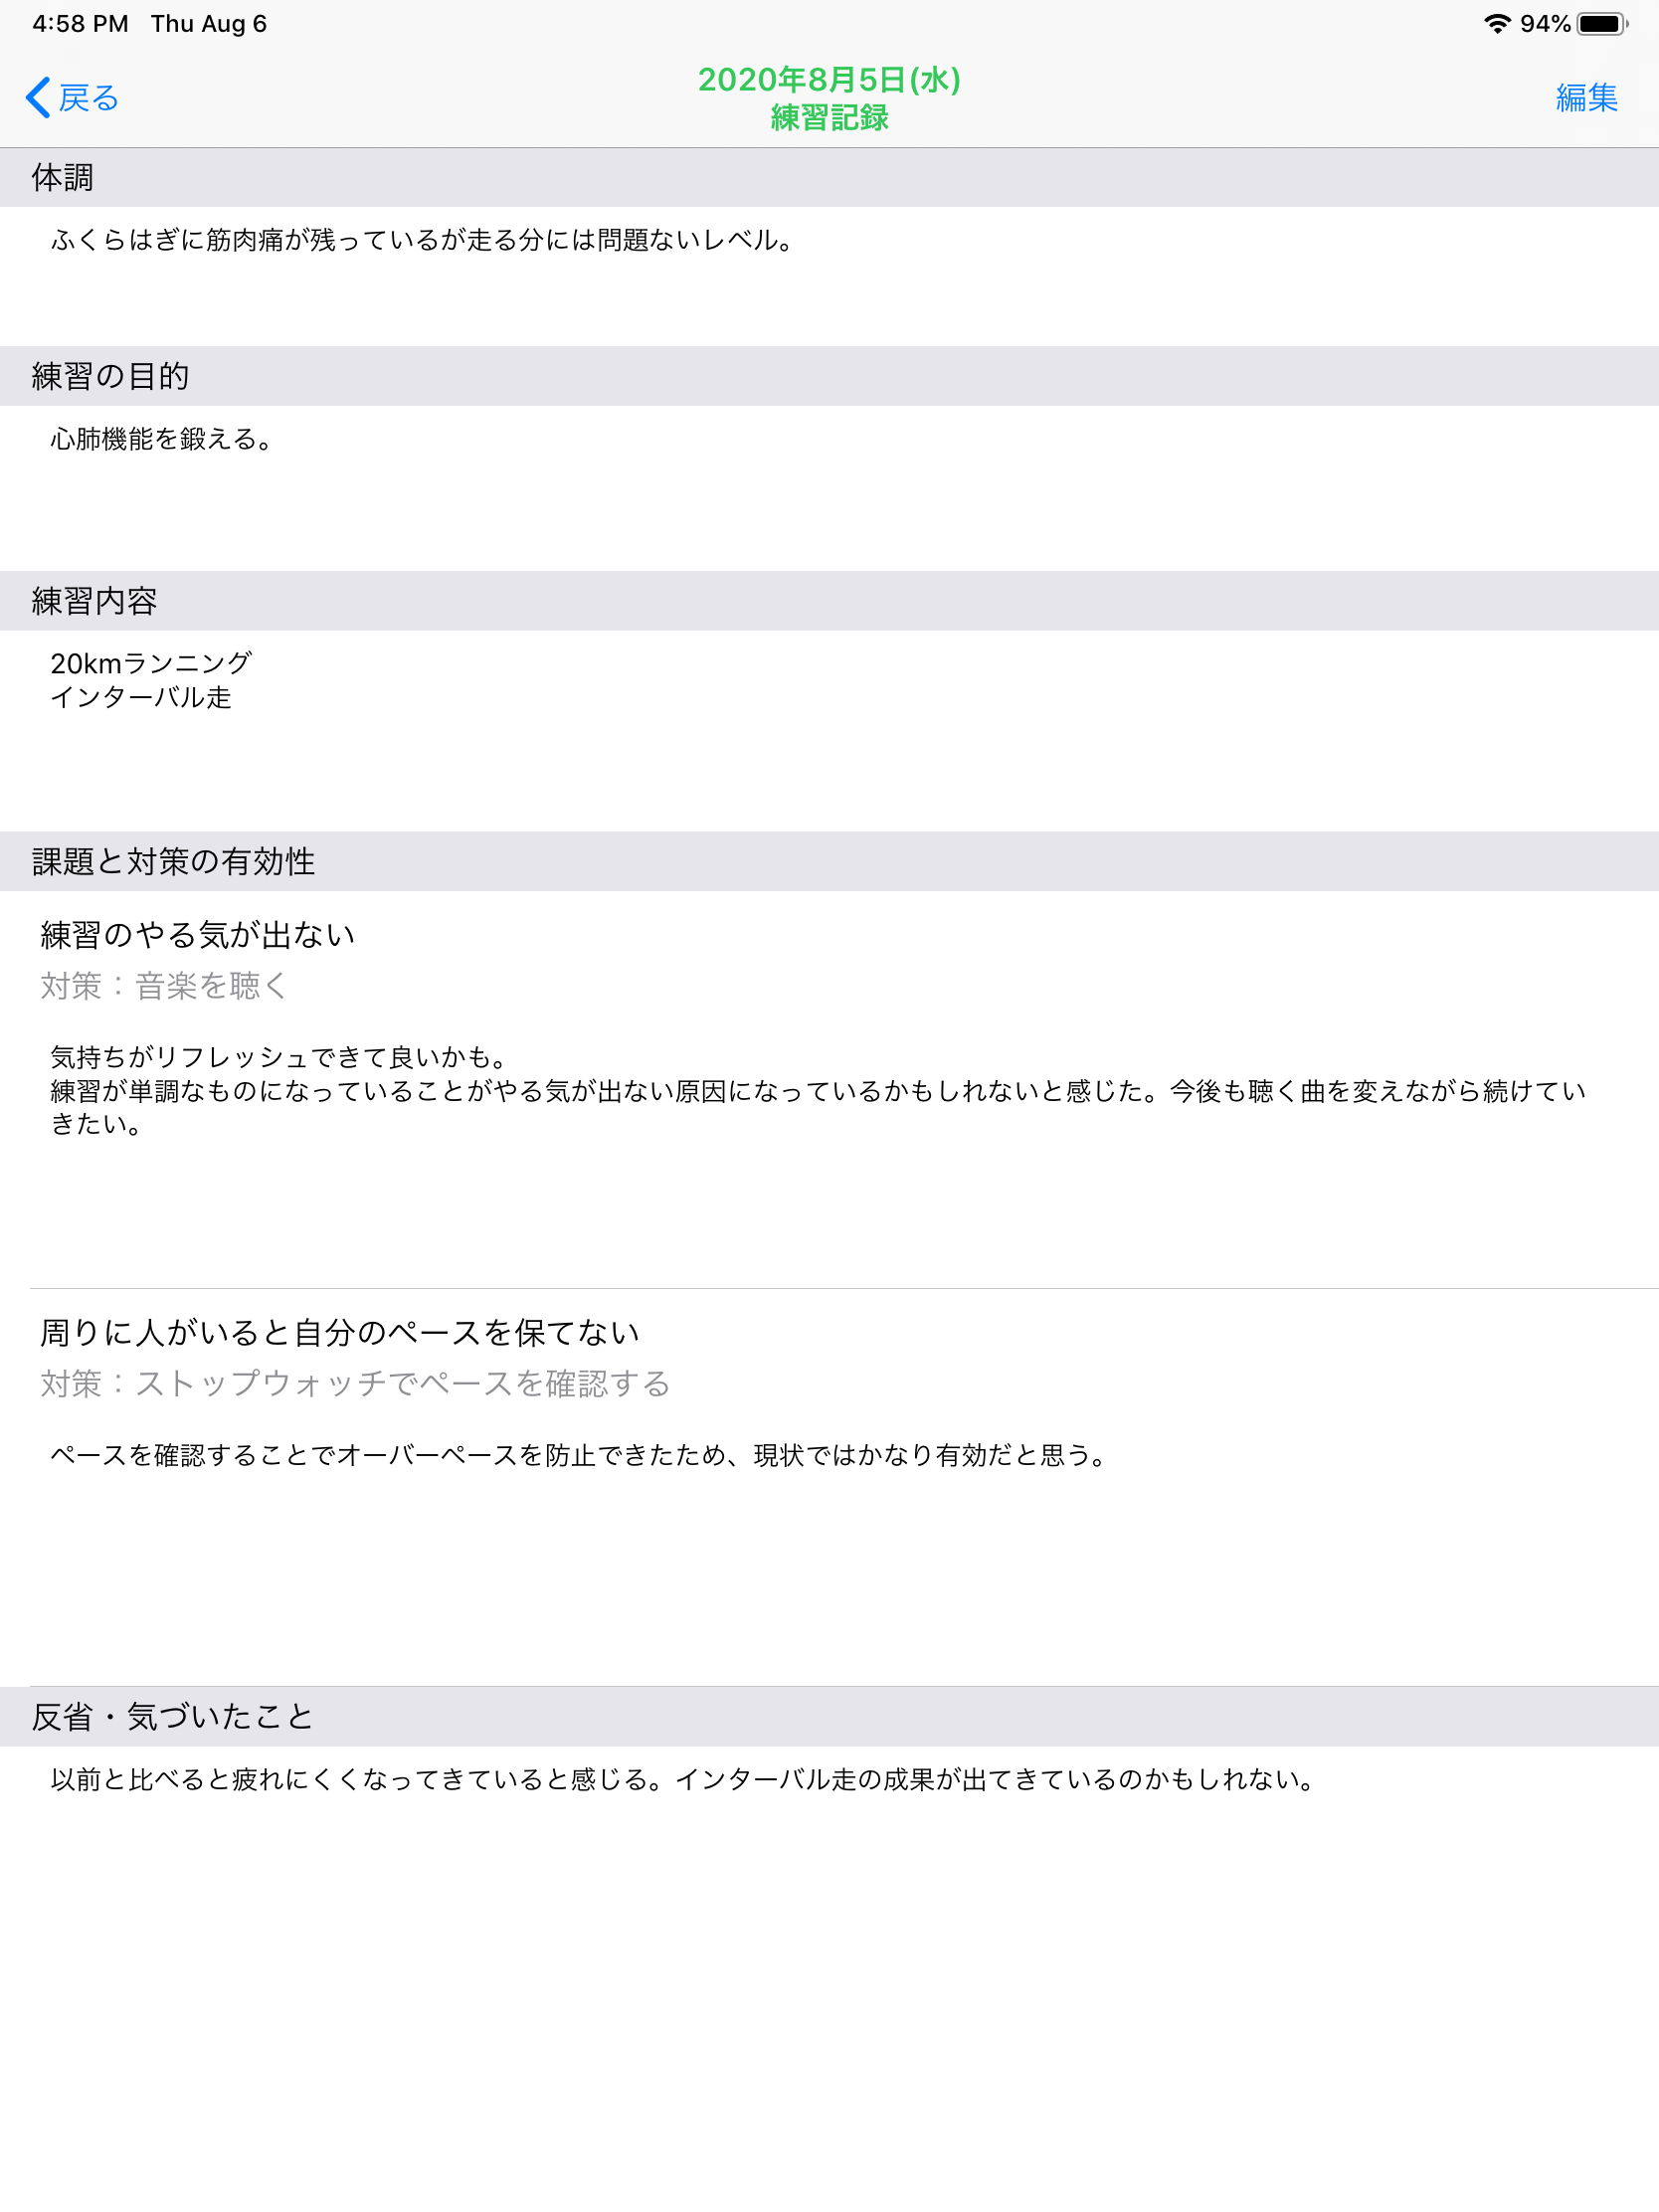 4:58 PM Thu Aug 6
94%
戻る
2020年8月5日(水)
練習記録
編集
体調
ふくらはぎに筋肉痛が残っているが走る分には問題ないレベル。
練習の目的
心肺機能を鍛える。
練習内容
20kmランニング
インターバル走
課題と対策の有効性
練習のやる気が出ない
対策：音楽を聴く
気持ちがリフレッシュできて良いかも。
練習が単調なものになっていることがやる気が出ない原因になっているかもしれないと感じた。今後も聴く曲を変えながら続けてい
きたい。
周りに人がいると自分のペースを保てない
対策：ストップウォッチでペースを確認する
ペースを確認することでオーバーペースを防止できたため、現状ではかなり有効だと思う。
反省・気づいたこと
以前と比べると疲れにくくなってきていると感じる。インターバル走の成果が出てきているのかもしれない。